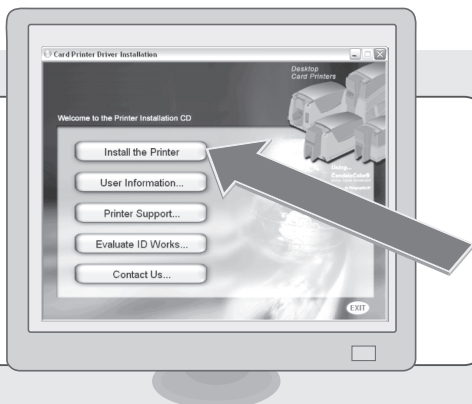 Card Printer Driver Installation
Desktop
Card Printers
Welcome to the Printer Installation CD
Install the Printer
User Information...
Printer Support...
Evaluate ID Works...
Contact Us...
Using...
EXIT